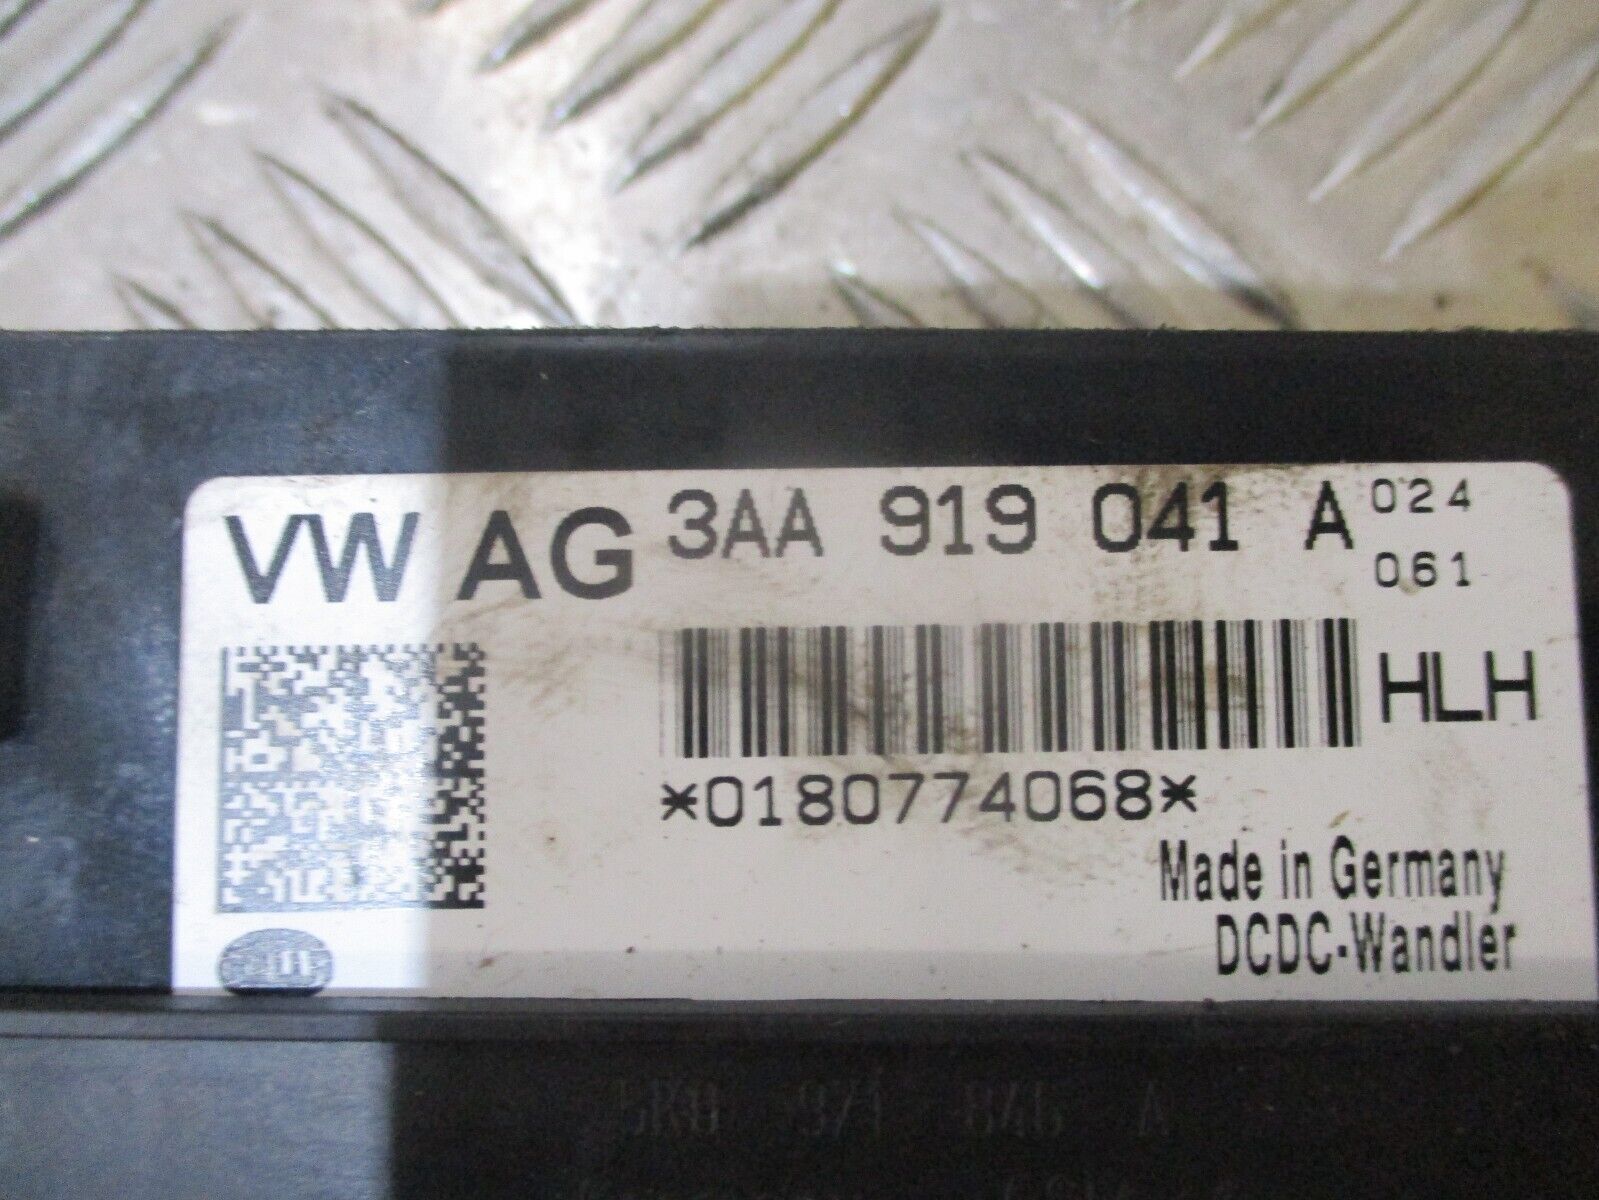 VW AG 3AA 919 041 A 024
061
HLH
*0180774068*
Made in Germany
DCDC-Wandler